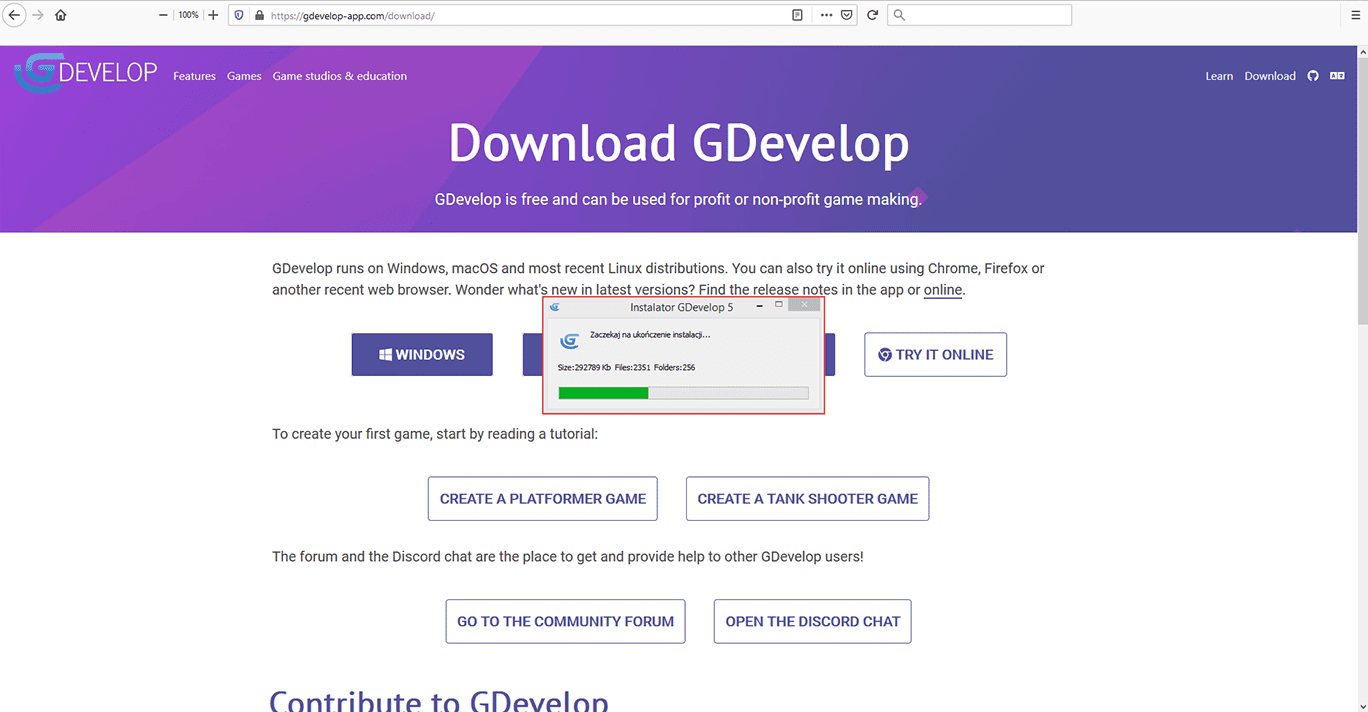 100%
https://gdevelop-app.com/download/
GDEVELOP
Features Games Game studios & education
Learn Download
Download GDevelop
GDevelop is free and can be used for profit or non-profit game making.
GDevelop runs on Windows, macOS and most recent Linux distributions. You can also try it online using Chrome, Firefox or
another recent web browser. Wonder what's new in latest versions? Find the release notes in the app or online.
Instalator GDevelop 5
Zaczekaj na ukończenie instalacji...
Size:292789 Kb Files:2351 Folders:256
WINDOWS
TRY IT ONLINE
To create your first game, start by reading a tutorial:
CREATE A PLATFORMER GAME
CREATE A TANK SHOOTER GAME
The forum and the Discord chat are the place to get and provide help to other GDevelop users!
GO TO THE COMMUNITY FORUM
OPEN THE DISCORD CHAT
Contribute to GDevelop